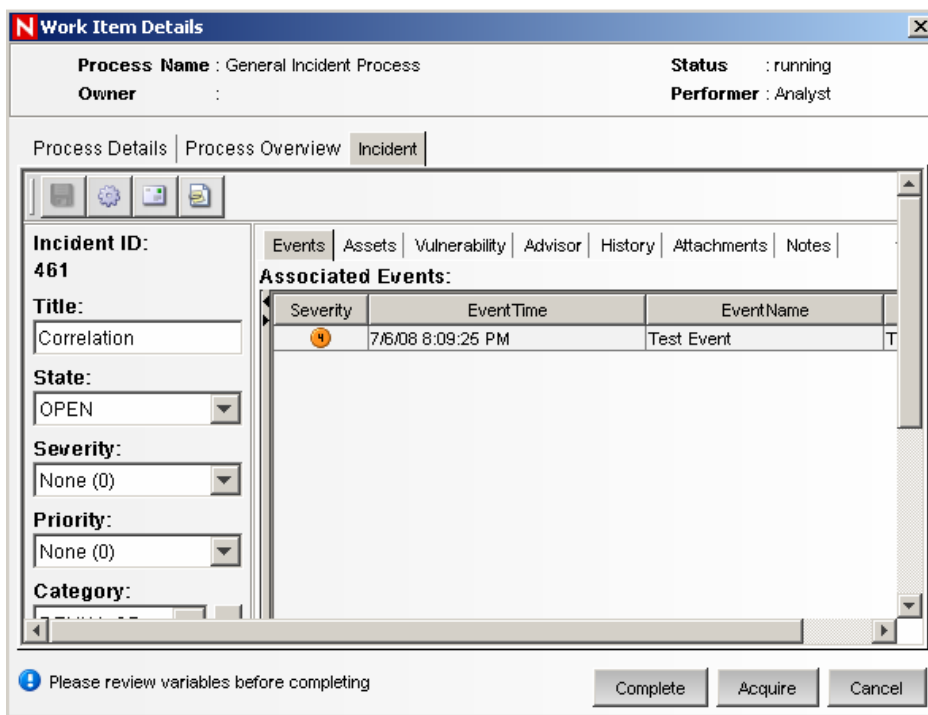 N Work Item Details
Process Name : General Incident Process
Status : running
Owner :
Performer : Analyst
Process Details | Process Overview | Incident
Incident ID:
461
Title:
Correlation
State:
OPEN
Severity:
None (0)
Priority:
None (0)
Category:
Events | Assets | Vulnerability | Advisor | History | Attachments | Notes |
Associated Events:
Severity EventTime EventName
4 7/6/08 8:09:25 PM Test Event T
Please review variables before completing
Complete Acquire Cancel